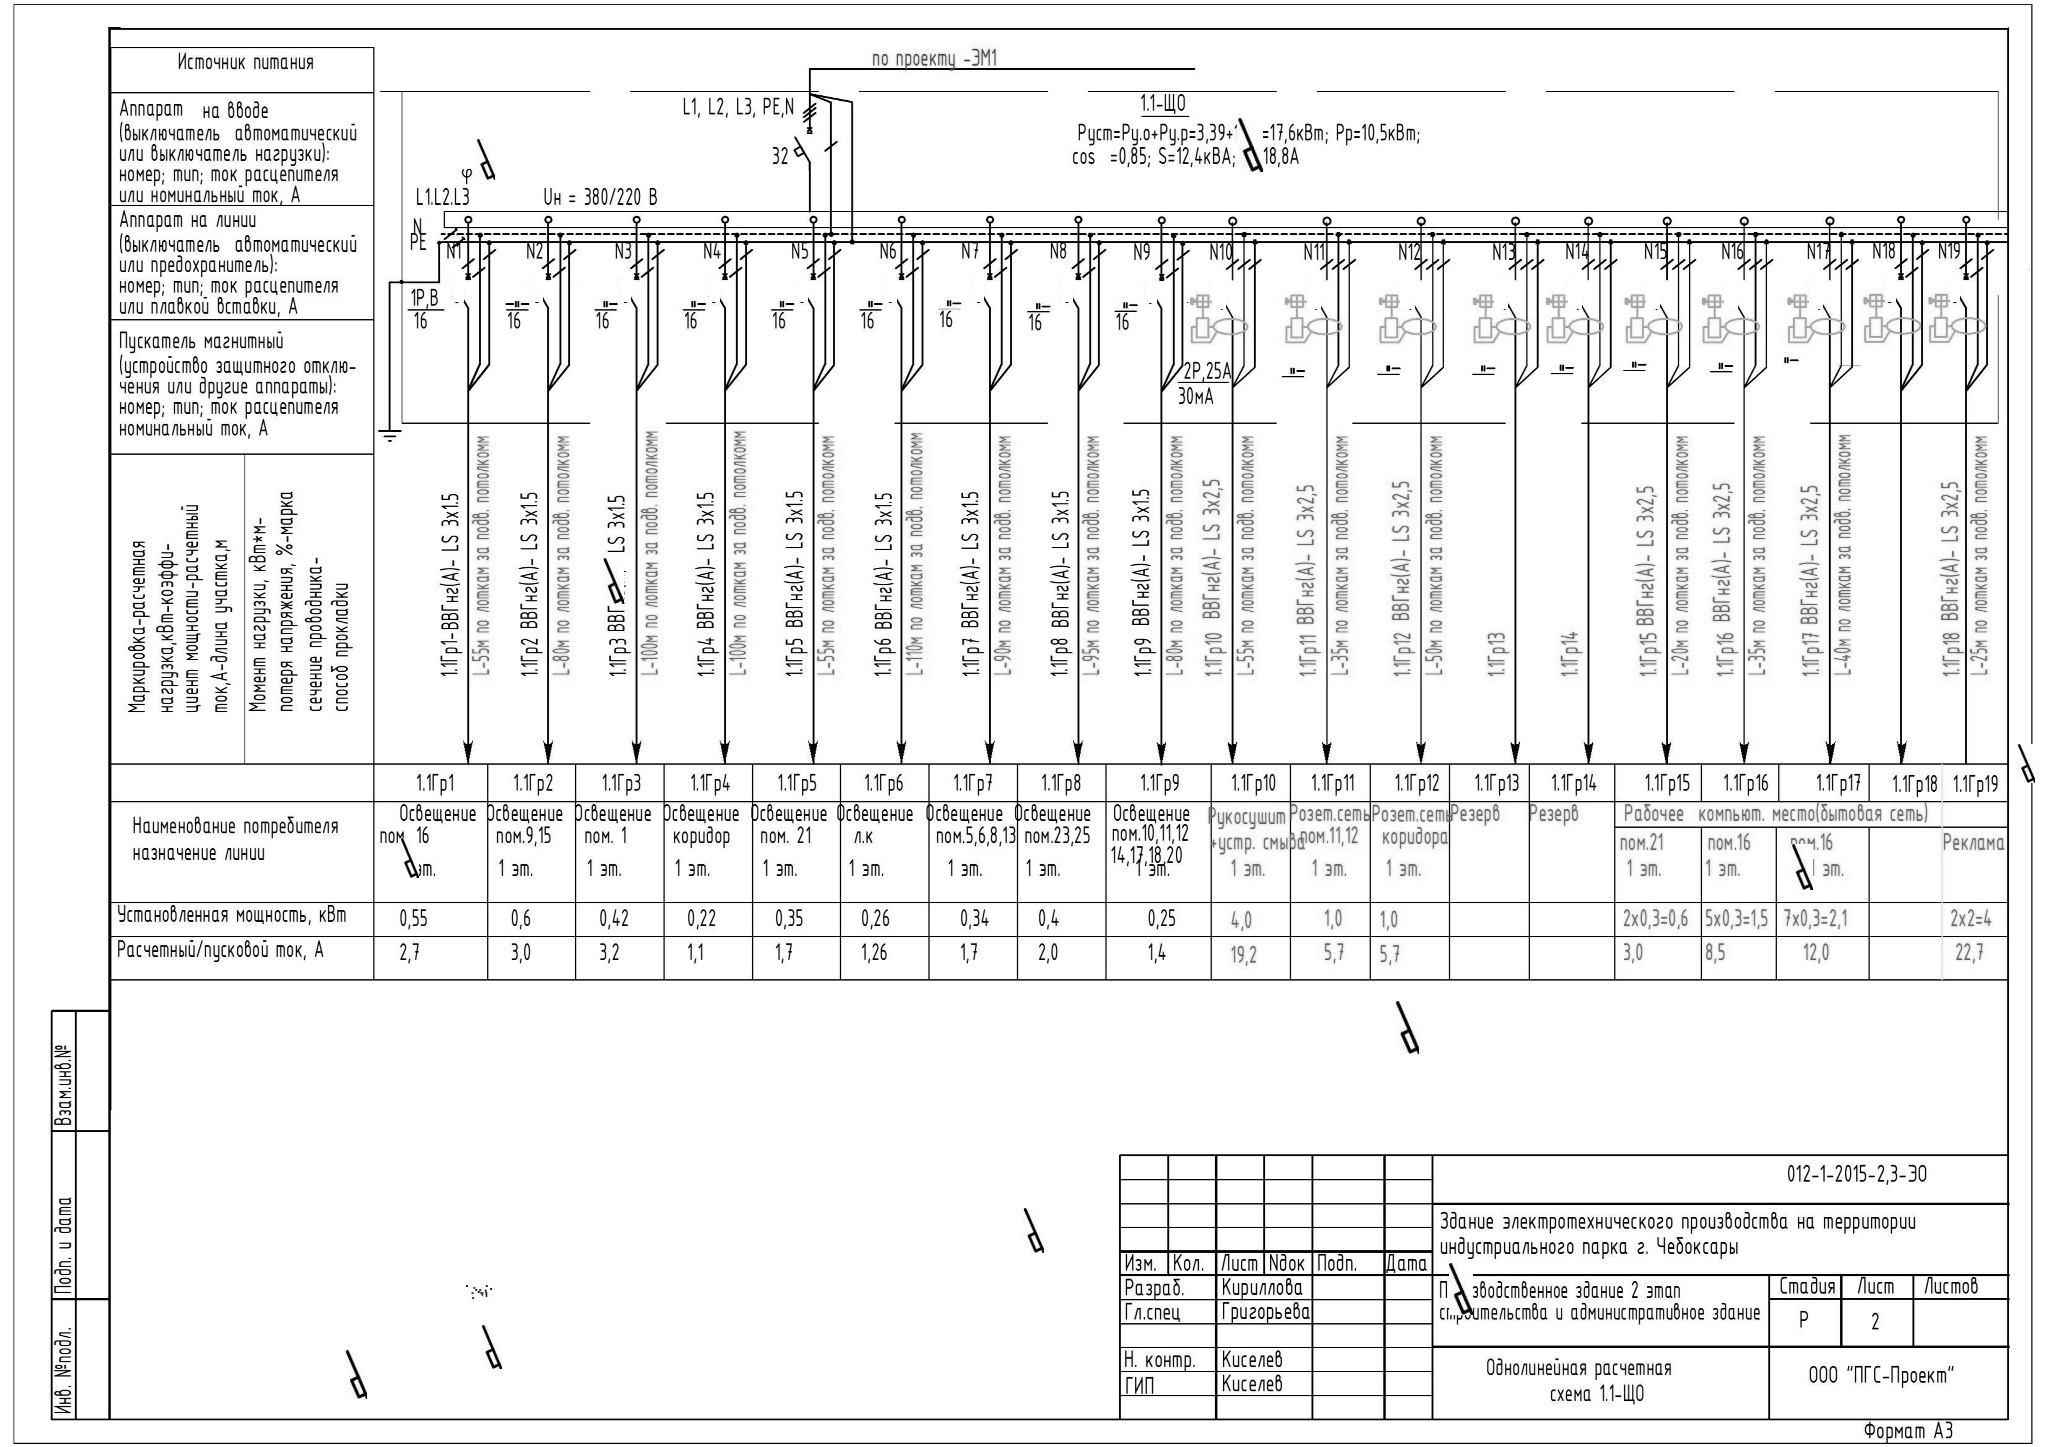 Источник питания
по проекту -ЭМ1
Аппарат на вводе
(выключатель автоматический
или выключатель нагрузки):
номер; тип; ток расцепителя
или номинальный ток, А
L1, L2, L3, PE,N
32
1.1-ЩО
Руст=Ру.о+Ру.р=3,39+1 =17,6кВт; Рр=10,5кВт;
cos =0,85; S=12,4кВА; 18,8А
φ
L1.L2.L3
Uн = 380/220 В
N
PE
Аппарат на линии
(выключатель автоматический
или предохранитель):
номер; тип; ток расцепителя
или плавкой вставки, А
N1 N2 N3 N4 N5 N6 N7 N8 N9 N10 N11 N12 N13 N14 N15 N16 N17 N18 N19
1P,B
16
-"- 16
-"- 16
-"- 16
-"- 16
-"- 16
-"- 16
-"- 16
-"- 16
Пускатель магнитный
(устройство защитного отклю-
чения или другие аппараты):
номер; тип; ток расцепителя
номинальный ток, А
2P,25A
30мА
-"- -"- -"- -"- -"- -"-
Маркировка-расчетная
нагрузка,кВт-коэффи-
циент мощности-расчетный
ток,А-длина участка,м
Момент нагрузки, кВт*м-
потеря напряжения, %-марка
сечение проводника-
способ прокладки
1.1Гр1-ВВГнг(А)- LS 3х1.5
L-55м по лоткам за подв. потолкомм
1.1Гр2 ВВГнг(А)- LS 3х1.5
L-80м по лоткам за подв. потолкомм
1.1Гр3 ВВГ LS 3х1.5
L-100м по лоткам за подв. потолкомм
1.1Гр4 ВВГнг(А)- LS 3х1.5
L-100м по лоткам за подв. потолкомм
1.1Гр5 ВВГнг(А)- LS 3х1.5
L-55м по лоткам за подв. потолкомм
1.1Гр6 ВВГнг(А)- LS 3х1.5
L-110м по лоткам за подв. потолкомм
1.1Гр7 ВВГнг(А)- LS 3х1.5
L-90м по лоткам за подв. потолкомм
1.1Гр8 ВВГнг(А)- LS 3х1.5
L-95м по лоткам за подв. потолкомм
1.1Гр9 ВВГнг(А)- LS 3х1.5
L-80м по лоткам за подв. потолкомм
1.1Гр10 ВВГнг(А)- LS 3х2,5
L-55м по лоткам за подв. потолкомм
1.1Гр11 ВВГнг(А)- LS 3х2,5
L-35м по лоткам за подв. потолкомм
1.1Гр12 ВВГнг(А)- LS 3х2,5
L-50м по лоткам за подв. потолкомм
1.1Гр13
1.1Гр14
1.1Гр15 ВВГнг(А)- LS 3х2,5
L-20м по лоткам за подв. потолкомм
1.1Гр16 ВВГнг(А)- LS 3х2,5
L-35м по лоткам за подв. потолкомм
1.1Гр17 ВВГнг(А)- LS 3х2,5
L-40м по лоткам за подв. потолкомм
1.1Гр18 ВВГнг(А)- LS 3х2,5
L-25м по лоткам за подв. потолкомм
1.1Гр1 1.1Гр2 1.1Гр3 1.1Гр4 1.1Гр5 1.1Гр6 1.1Гр7 1.1Гр8 1.1Гр9 1.1Гр10 1.1Гр11 1.1Гр12 1.1Гр13 1.1Гр14 1.1Гр15 1.1Гр16 1.1Гр17 1.1Гр18 1.1Гр19
Наименование потребителя
назначение линии
Освещение
пом. 16
эт.
Освещение
пом.9,15
1 эт.
Освещение
пом. 1
1 эт.
Освещение
коридор
1 эт.
Освещение
пом. 21
1 эт.
Освещение
л.к
1 эт.
Освещение
пом.5,6,8,13
1 эт.
Освещение
пом.23,25
1 эт.
Освещение
пом.10,11,12
14,17,18,20
1 эт.
Рукосушит
+устр. смыва
1 эт.
Розет.сеть
пом.11,12
1 эт.
Розет.сеть
коридора
1 эт.
Резерв
Резерв
Рабочее компьют. место(бытовая сеть)
пом.21
1 эт.
пом.16
1 эт.
пом.16
1 эт.
Реклама
Установленная мощность, кВт
0,55 0,6 0,42 0,22 0,35 0,26 0,34 0,4 0,25 4,0 1,0 1,0 2х0,3=0,6 5х0,3=1,5 7х0,3=2,1 2х2=4
Расчетный/пусковой ток, А
2,7 3,0 3,2 1,1 1,7 1,26 1,7 2,0 1,4 19,2 5,7 5,7 3,0 8,5 12,0 22,7
Взам.инв.№
Подп. и дата
Инв. №подл.
012-1-2015-2,3-ЭО
Здание электротехнического производства на территории
индустриального парка г. Чебоксары
Изм. Кол. Лист Nдок Подп. Дата
Разраб. Кириллова
Гл.спец Григорьева
Н. контр. Киселев
ГИП Киселев
П зводственное здание 2 этап
строительства и административное здание
Стадия Лист Листов
Р 2
Однолинейная расчетная
схема 1.1-ЩО
ООО "ПГС-Проект"
Формат А3